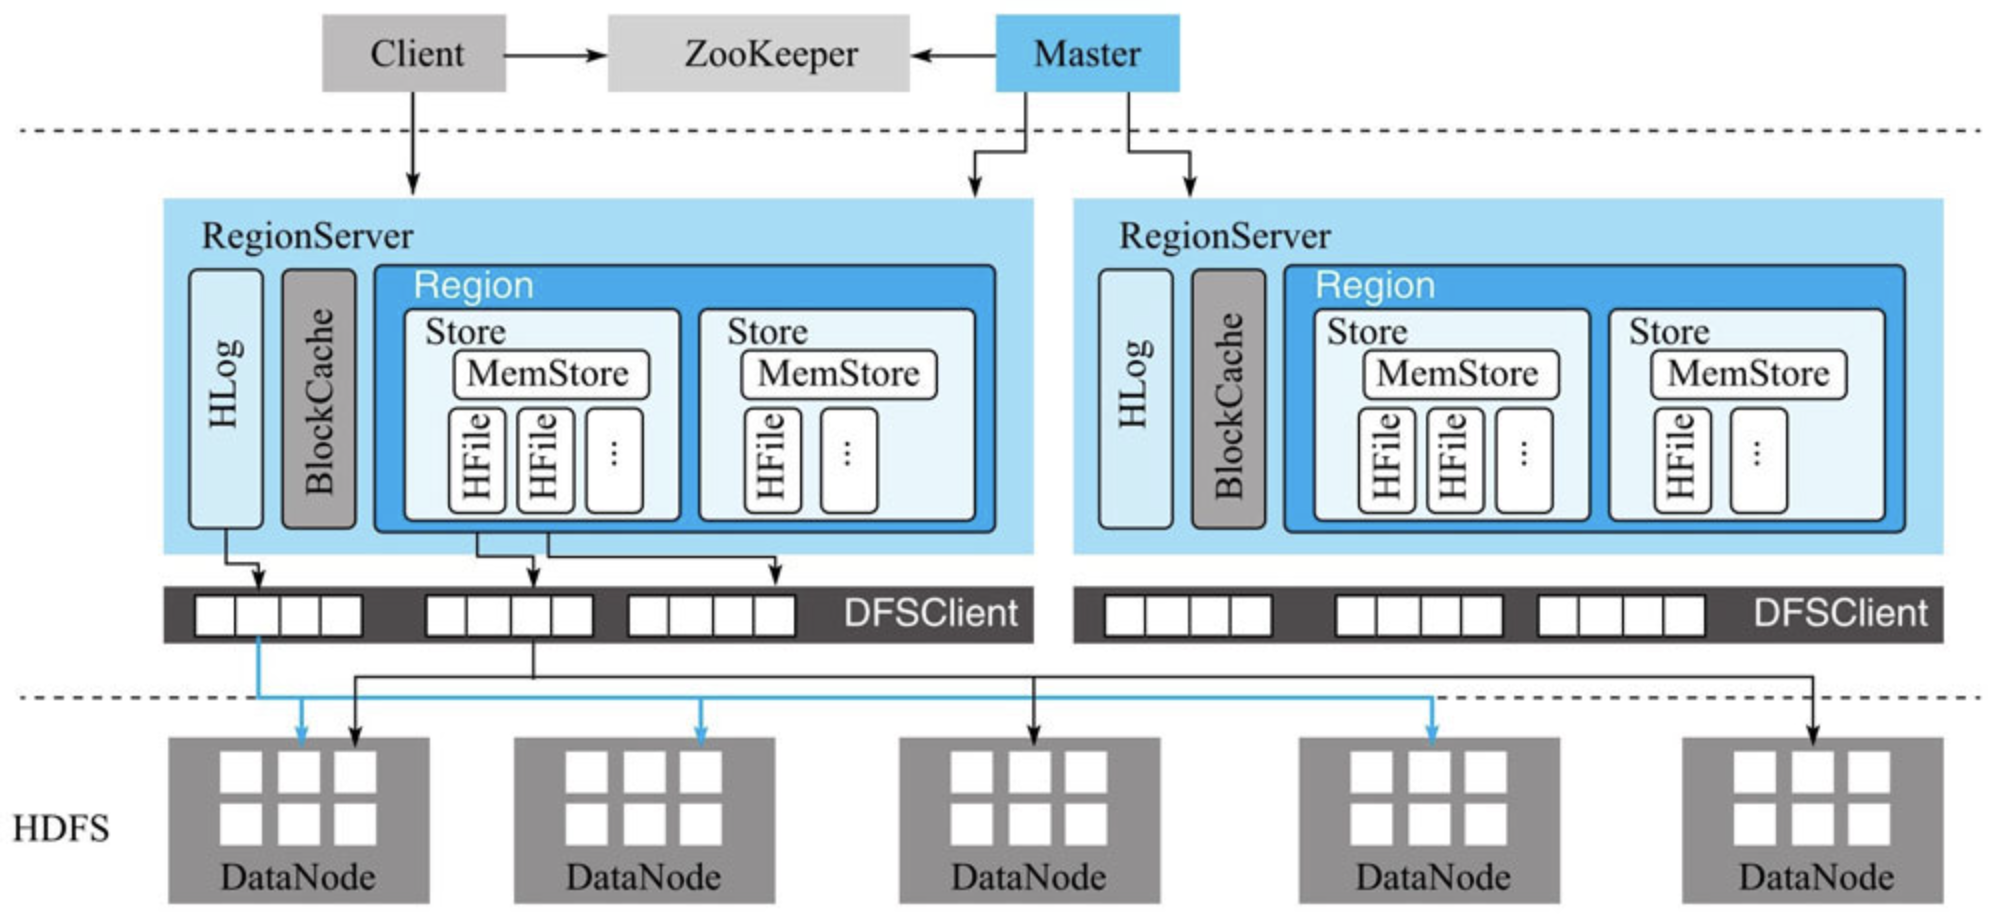 Client
ZooKeeper
Master
RegionServer
HLog
BlockCache
Region
Store
MemStore
HFile
HFile
...
Store
MemStore
HFile
...
RegionServer
HLog
BlockCache
Region
Store
MemStore
HFile
HFile
...
Store
MemStore
HFile
...
DFSClient
DFSClient
HDFS
DataNode
DataNode
DataNode
DataNode
DataNode